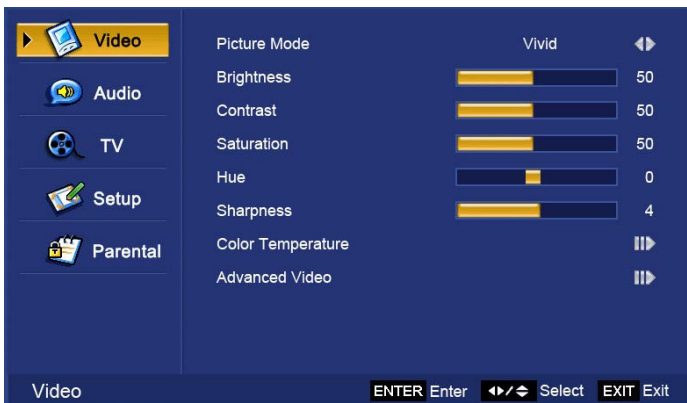 Video
Audio
TV
Setup
Parental
Picture Mode Vivid
Brightness 50
Contrast 50
Saturation 50
Hue 0
Sharpness 4
Color Temperature
Advanced Video
Video ENTER Enter Select EXIT Exit